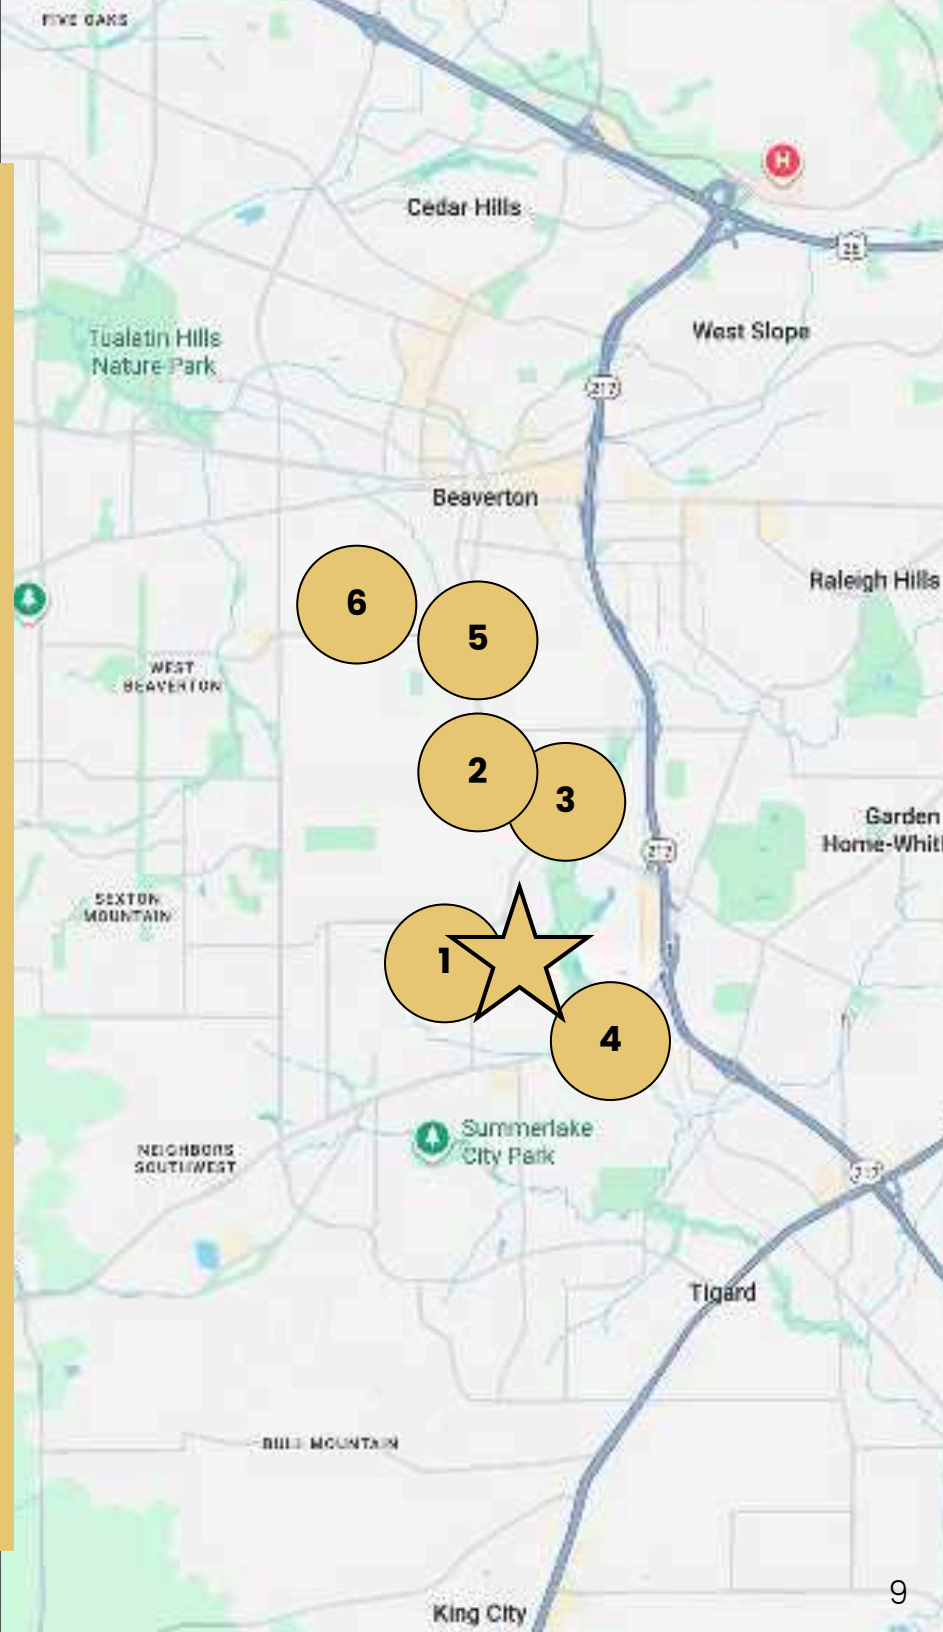 FIVE OAKS
H
Cedar Hills
26
West Slope
Tualatin Hills
Nature Park
217
Beaverton
Raleigh Hills
6
5
WEST
BEAVERTON
2
3
Garden
Home-Whit
217
SEXTON
MOUNTAIN
1
4
Summerlake
City Park
NEIGHBORS
SOUTHWEST
217
Tigard
BULL MOUNTAIN
9
King City